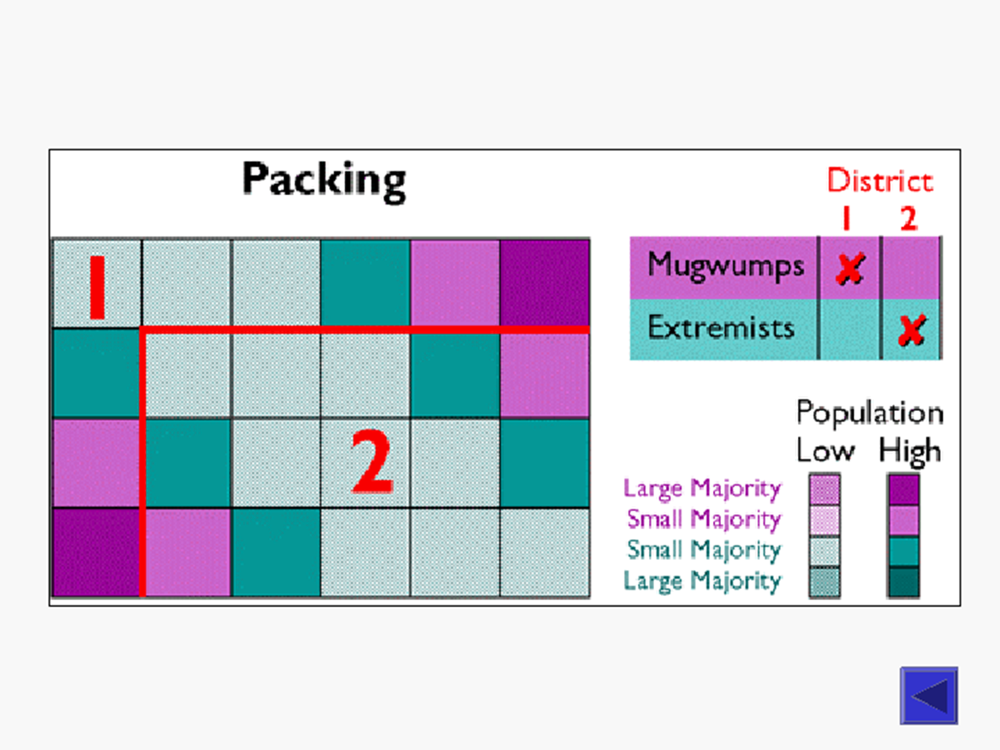 Packing
District
1 2
Mugwumps
Extremists
1
2
Population
Low High
Large Majority
Small Majority
Small Majority
Large Majority